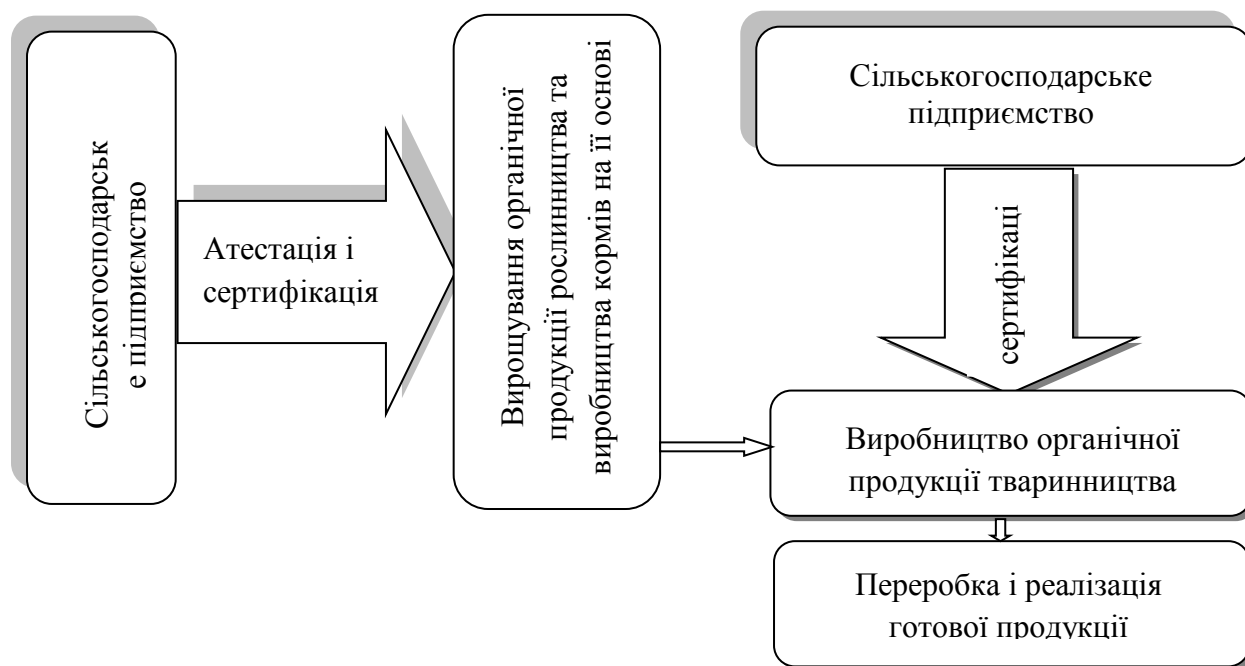 Сільськогосподарськ
е підприємство
Атестація і
сертифікація
Вирощування органічної
продукції рослинництва та
виробництва кормів на її основі
Сільськогосподарське
підприємство
сертифікаці
Виробництво органічної
продукції тваринництва
Переробка і реалізація
готової продукції